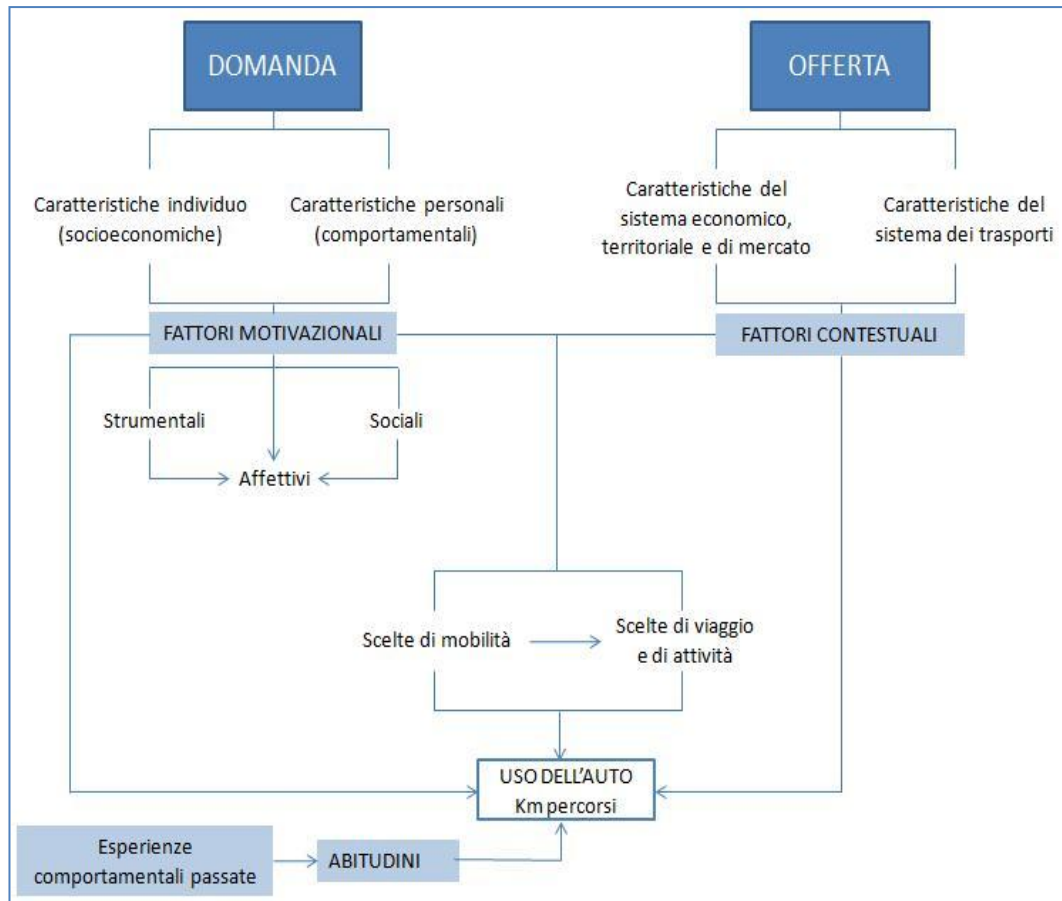 DOMANDA
OFFERTA
Caratteristiche individuo
(socioeconomiche)
Caratteristiche personali
(comportamentali)
Caratteristiche del
sistema economico,
territoriale e di mercato
Caratteristiche del
sistema dei trasporti
FATTORI MOTIVAZIONALI
FATTORI CONTESTUALI
Strumentali
Sociali
Affettivi
Scelte di mobilità
Scelte di viaggio
e di attività
USO DELL'AUTO
Km percorsi
Esperienze
comportamentali passate
ABITUDINI